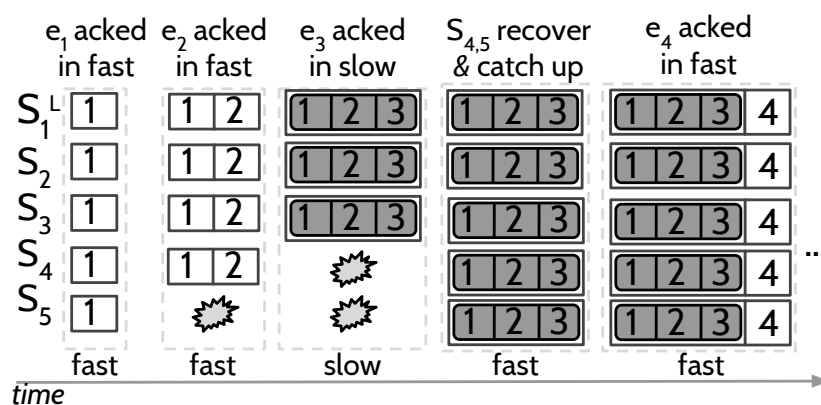 e1 acked in fast
e2 acked in fast
e3 acked in slow
S4,5 recover & catch up
e4 acked in fast
S1L 1 1 2 1 2 3 1 2 3 1 2 3 4
S2 1 1 2 1 2 3 1 2 3 1 2 3 4
S3 1 1 2 1 2 3 1 2 3 1 2 3 4
S4 1 1 2 1 2 3 1 2 3 4
S5 1 1 2 3 1 2 3 4
...
fast fast slow fast fast
time